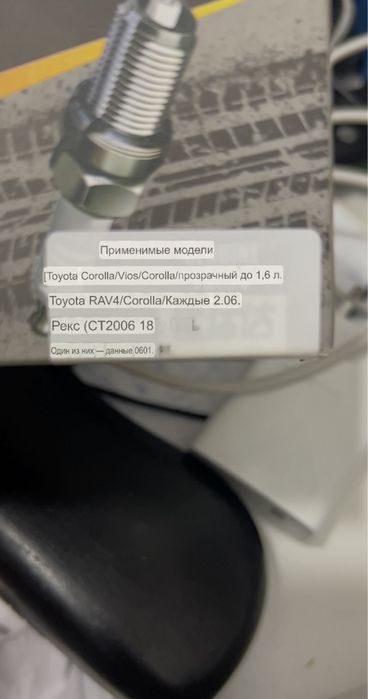 Применимые модели
[Toyota Corolla/Vios/Corolla/прозрачный до 1,6 л.
Toyota RAV4/Corolla/Каждые 2.06.
Рекс (CT2006 18
Один из них — данные 0601.